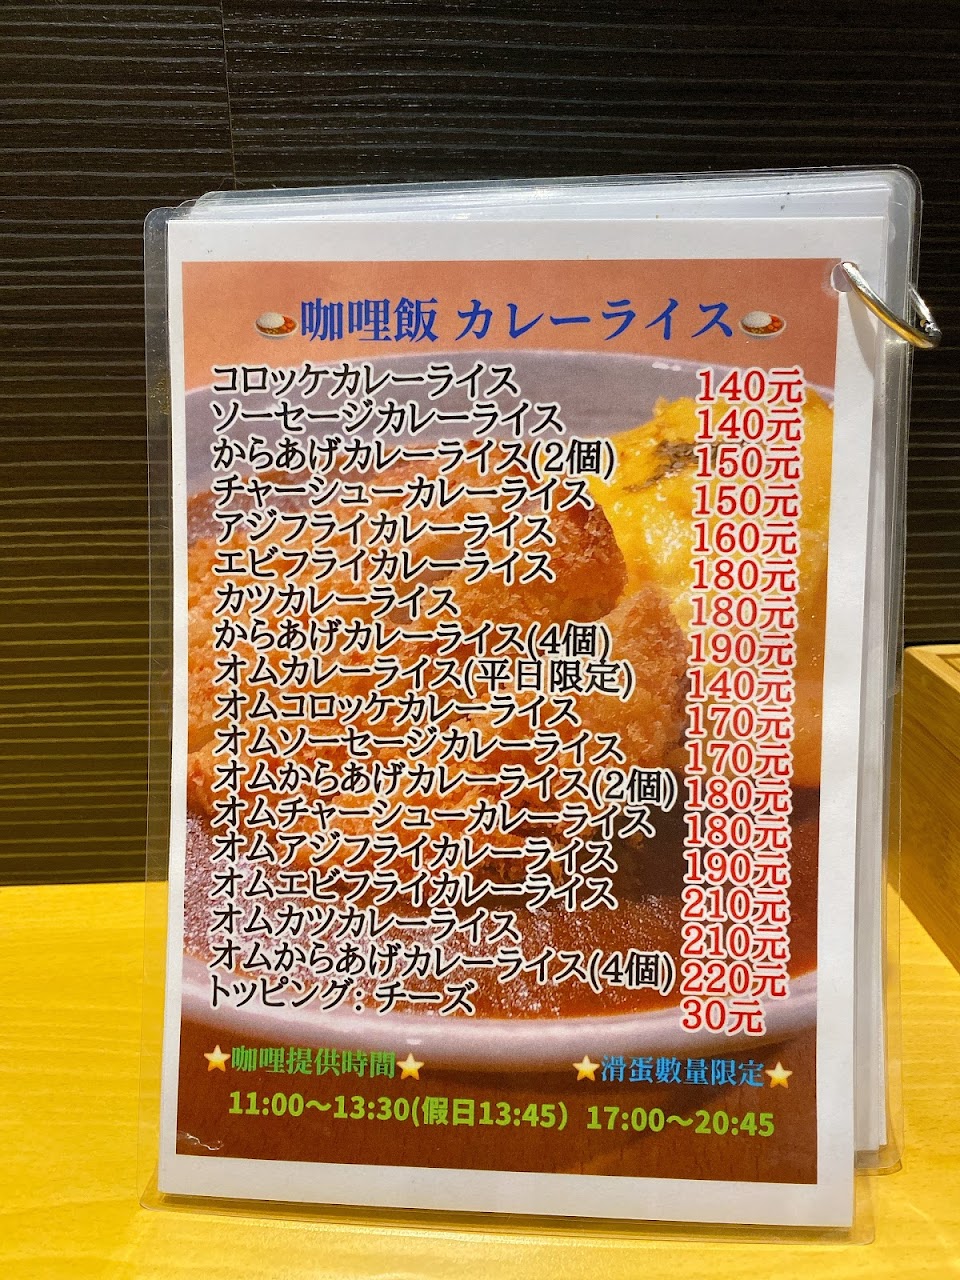 咖哩飯 カレーライス
コロッケカレーライス 140元
ソーセージカレーライス 140元
からあげカレーライス(2個) 150元
チャーシューカレーライス 150元
アジフライカレーライス 160元
エビフライカレーライス 180元
カツカレーライス 180元
からあげカレーライス(4個) 190元
オムカレーライス(平日限定) 140元
オムコロッケカレーライス 170元
オムソーセージカレーライス 170元
オムからあげカレーライス(2個) 180元
オムチャーシューカレーライス 180元
オムアジフライカレーライス 190元
オムエビフライカレーライス 210元
オムカツカレーライス 210元
オムからあげカレーライス(4個) 220元
トッピング：チーズ 30元
⭐咖哩提供時間⭐ ⭐滑蛋數量限定⭐
11:00～13:30(假日13:45） 17:00～20:45